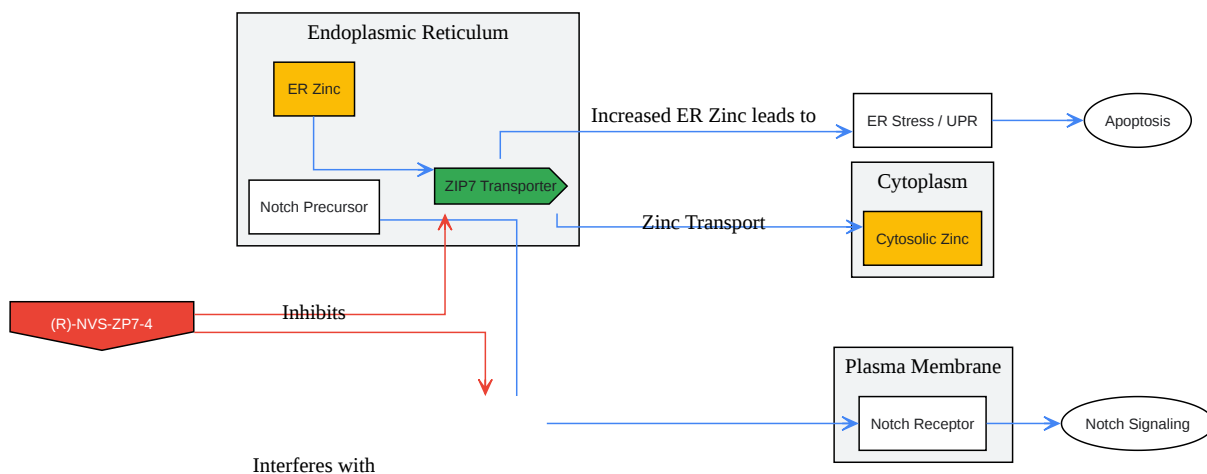 Endoplasmic Reticulum
ER Zinc
Increased ER Zinc leads to
ER Stress / UPR
Apoptosis
ZIP7 Transporter
Cytoplasm
Notch Precursor
Zinc Transport
Cytosolic Zinc
Inhibits
(R)-NVS-ZP7-4
Plasma Membrane
Notch Receptor
Notch Signaling
Interferes with